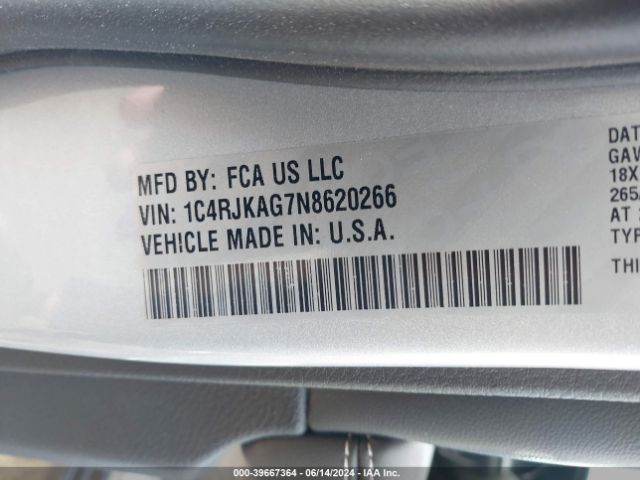 MFD BY: FCA US LLC
VIN: 1C4RJKAG7N8620266
VEHICLE MADE IN: U.S.A.
DAT
GAW
18X
265/
AT
TYP
THI
000-39667364 - 06/14/2024 - IAA Inc.